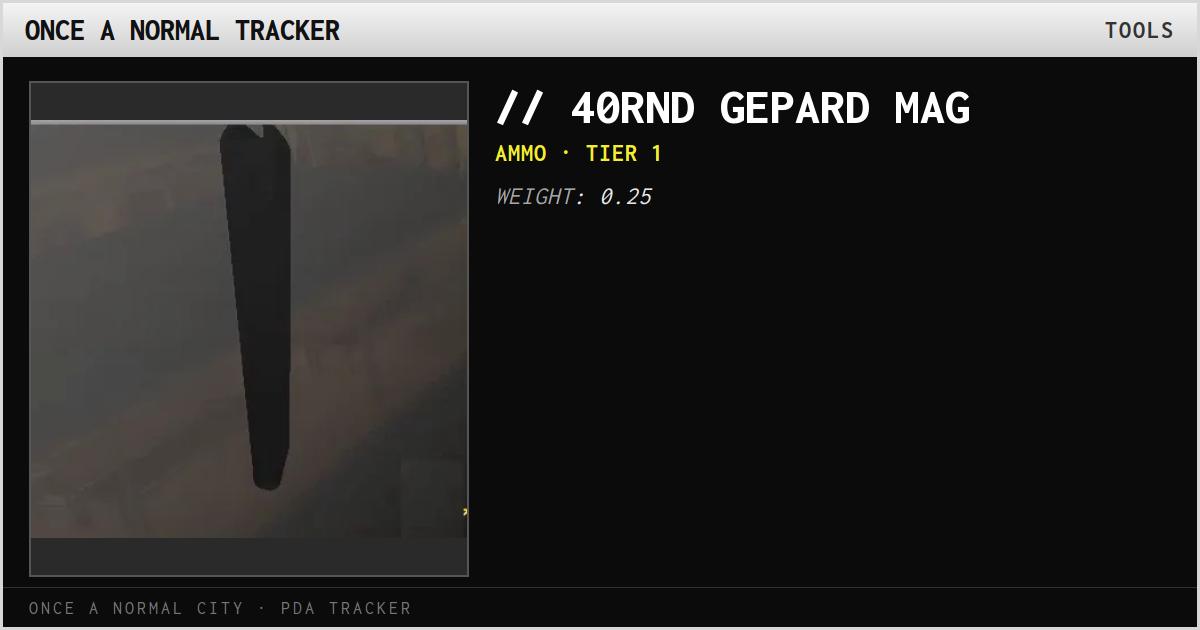 ONCE A NORMAL TRACKER
TOOLS
// 40RND GEPARD MAG
AMMO · TIER 1
WEIGHT: 0.25
ONCE A NORMAL CITY · PDA TRACKER